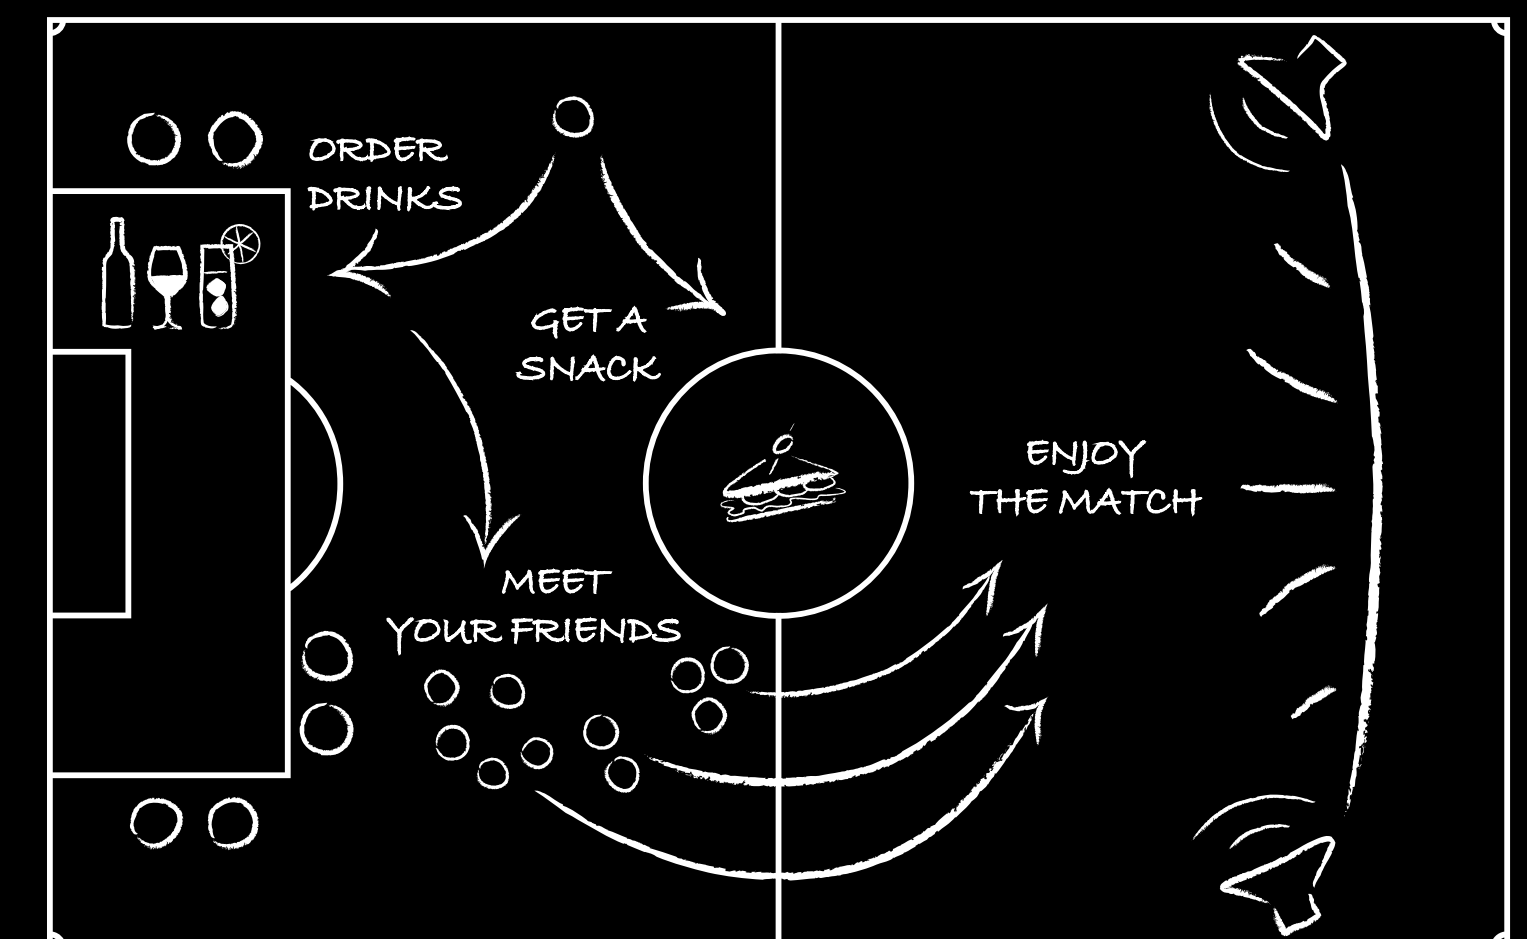 ORDER
DRINKS
GET A
SNACK
ENJOY
THE MATCH
MEET
YOUR FRIENDS